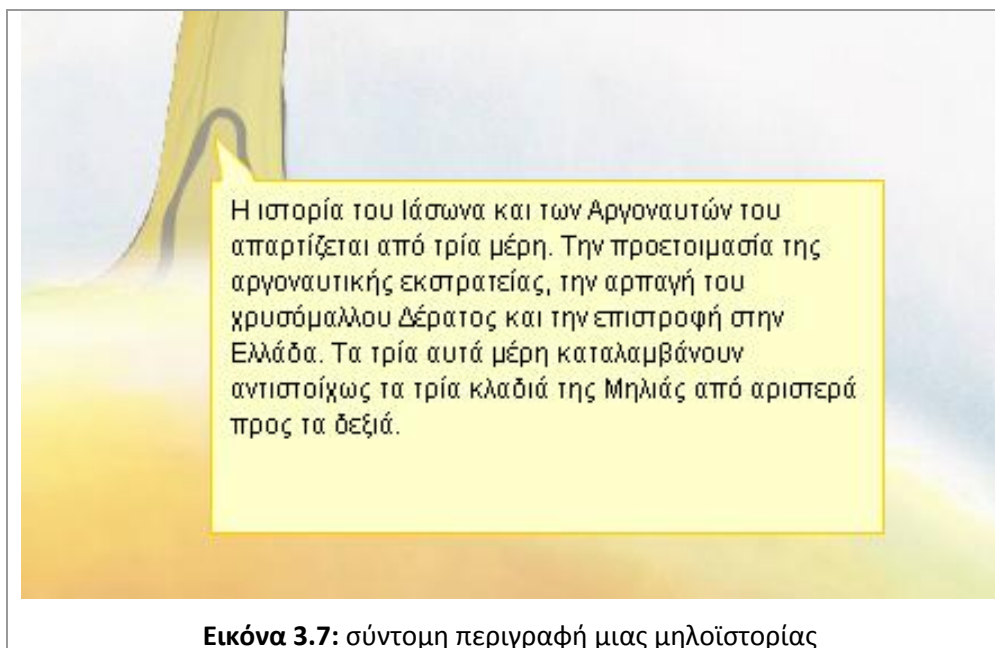 Η ιστορία του Ιάσωνα και των Αργοναυτών του
απαρτίζεται από τρία μέρη. Την προετοιμασία της
αργοναυτικής εκστρατείας, την αρπαγή του
χρυσόμαλλου Δέρατος και την επιστροφή στην
Ελλάδα. Τα τρία αυτά μέρη καταλαμβάνουν
αντιστοίχως τα τρία κλαδιά της Μηλιάς από αριστερά
προς τα δεξιά.
Εικόνα 3.7: σύντομη περιγραφή μιας μηλοϊστορίας